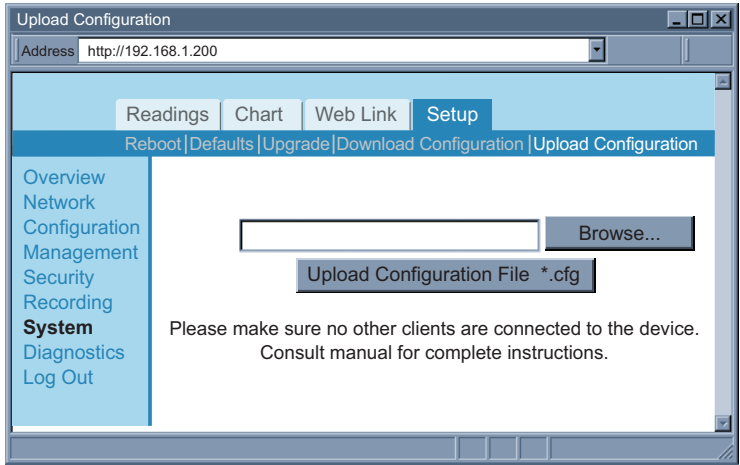 Upload Configuration
Address http://192.168.1.200
Readings Chart Web Link Setup
Reboot|Defaults|Upgrade|Download Configuration|Upload Configuration
Overview
Network
Configuration
Management
Security
Recording
System
Diagnostics
Log Out
Browse...
Upload Configuration File *.cfg
Please make sure no other clients are connected to the device.
Consult manual for complete instructions.